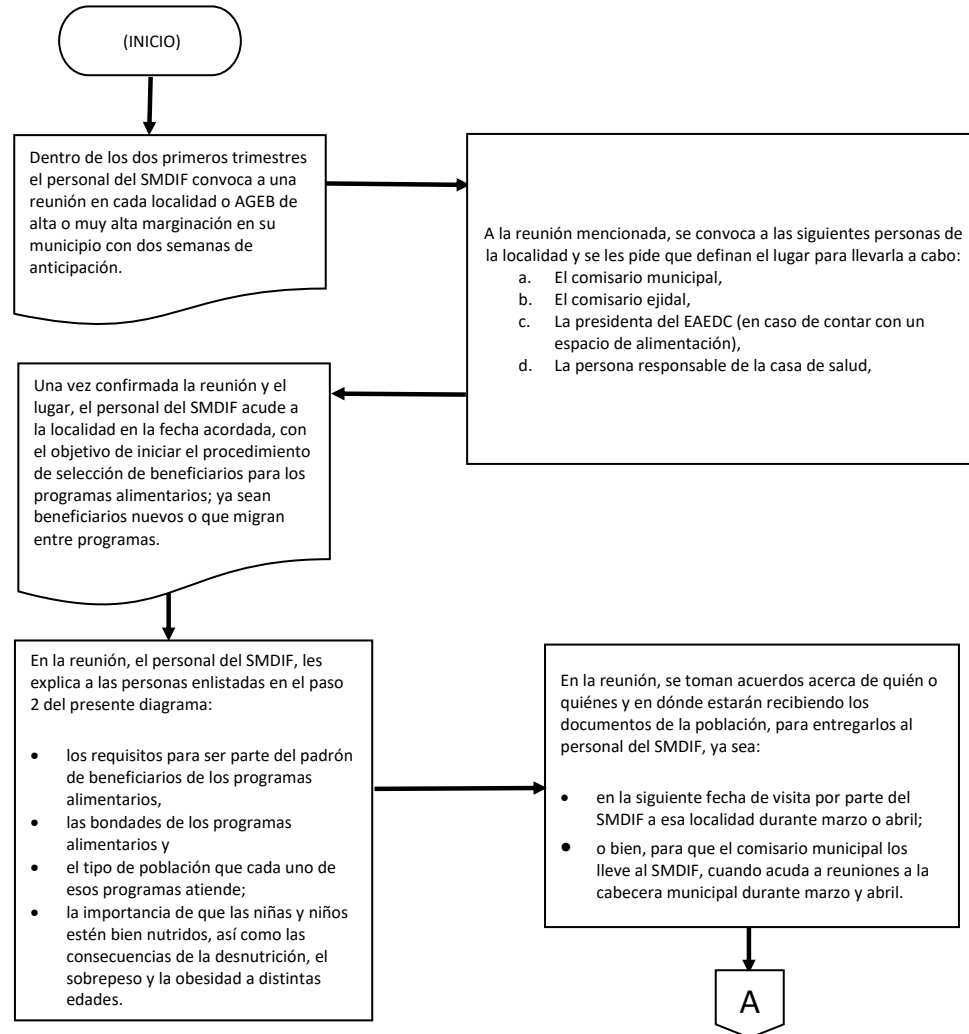 (INICIO)
Dentro de los dos primeros trimestres
el personal del SMDIF convoca a una
reunión en cada localidad o AGEB de
alta o muy alta marginación en su
municipio con dos semanas de
anticipación.
A la reunión mencionada, se convoca a las siguientes personas de
la localidad y se les pide que definan el lugar para llevarla a cabo:
a. El comisario municipal,
b. El comisario ejidal,
c. La presidenta del EAEDC (en caso de contar con un
espacio de alimentación),
d. La persona responsable de la casa de salud,
Una vez confirmada la reunión y el
lugar, el personal del SMDIF acude a
la localidad en la fecha acordada, con
el objetivo de iniciar el procedimiento
de selección de beneficiarios para los
programas alimentarios; ya sean
beneficiarios nuevos o que migran
entre programas.
En la reunión, el personal del SMDIF, les
explica a las personas enlistadas en el paso
2 del presente diagrama:
• los requisitos para ser parte del padrón
de beneficiarios de los programas
alimentarios,
• las bondades de los programas
alimentarios y
• el tipo de población que cada uno de
esos programas atiende;
• la importancia de que las niñas y niños
estén bien nutridos, así como las
consecuencias de la desnutrición, el
sobrepeso y la obesidad a distintas
edades.
En la reunión, se toman acuerdos acerca de quién o
quiénes y en dónde estarán recibiendo los
documentos de la población, para entregarlos al
personal del SMDIF, ya sea:
• en la siguiente fecha de visita por parte del
SMDIF a esa localidad durante marzo o abril;
• o bien, para que el comisario municipal los
lleve al SMDIF, cuando acuda a reuniones a la
cabecera municipal durante marzo y abril.
A